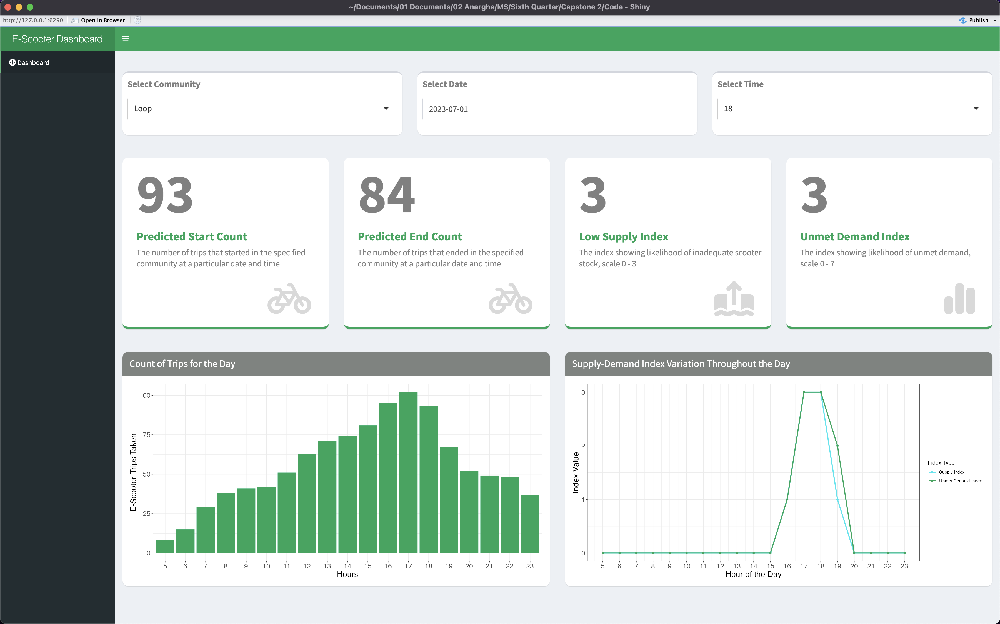 ~/Documents/01 Documents/02 Anargha/MS/Sixth Quarter/Capstone 2/Code - Shiny
http://127.0.0.1:6290 Open in Browser Publish
E-Scooter Dashboard
Dashboard
Select Community
Loop
Select Date
2023-07-01
Select Time
18
93
Predicted Start Count
The number of trips that started in the specified
community at a particular date and time
84
Predicted End Count
The number of trips that ended in the specified
community at a particular date and time
3
Low Supply Index
The index showing likelihood of inadequate scooter
stock, scale 0 - 3
3
Unmet Demand Index
The index showing likelihood of unmet demand,
scale 0 - 7
Count of Trips for the Day
E-Scooter Trips Taken
100
75
50
25
0
5 6 7 8 9 10 11 12 13 14 15 16 17 18 19 20 21 22 23
Hours
Supply-Demand Index Variation Throughout the Day
Index Value
3
2
1
0
5 6 7 8 9 10 11 12 13 14 15 16 17 18 19 20 21 22 23
Hour of the Day
Index Type
Supply Index
Unmet Demand Index